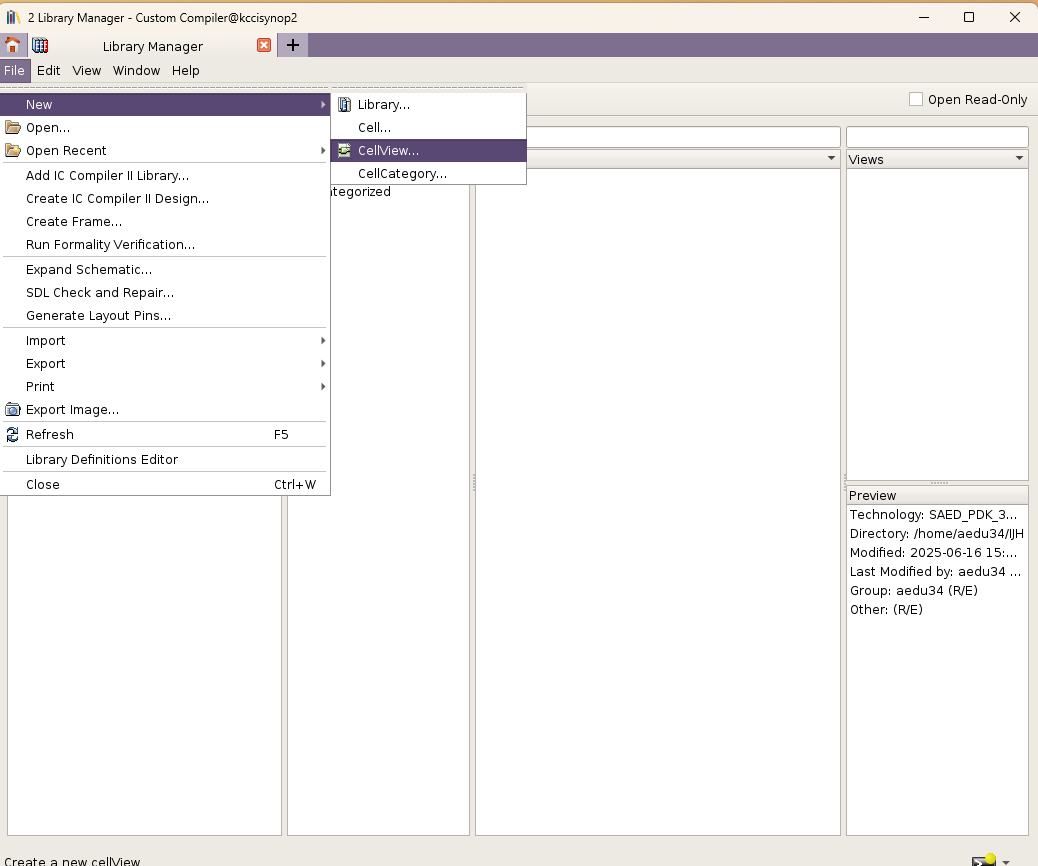 2 Library Manager - Custom Compiler@kccisynop2
Library Manager
File Edit View Window Help
New
Open...
Open Recent
Add IC Compiler II Library...
Create IC Compiler II Design...
Create Frame...
Run Formality Verification...
Expand Schematic...
SDL Check and Repair...
Generate Layout Pins...
Import
Export
Print
Export Image...
Refresh F5
Library Definitions Editor
Close Ctrl+W
Library...
Cell...
CellView...
CellCategory...
tegorized
Open Read-Only
Views
Preview
Technology: SAED_PDK_3...
Directory: /home/aedu34/IJH
Modified: 2025-06-16 15:...
Last Modified by: aedu34 ...
Group: aedu34 (R/E)
Other: (R/E)
Create a new cellView